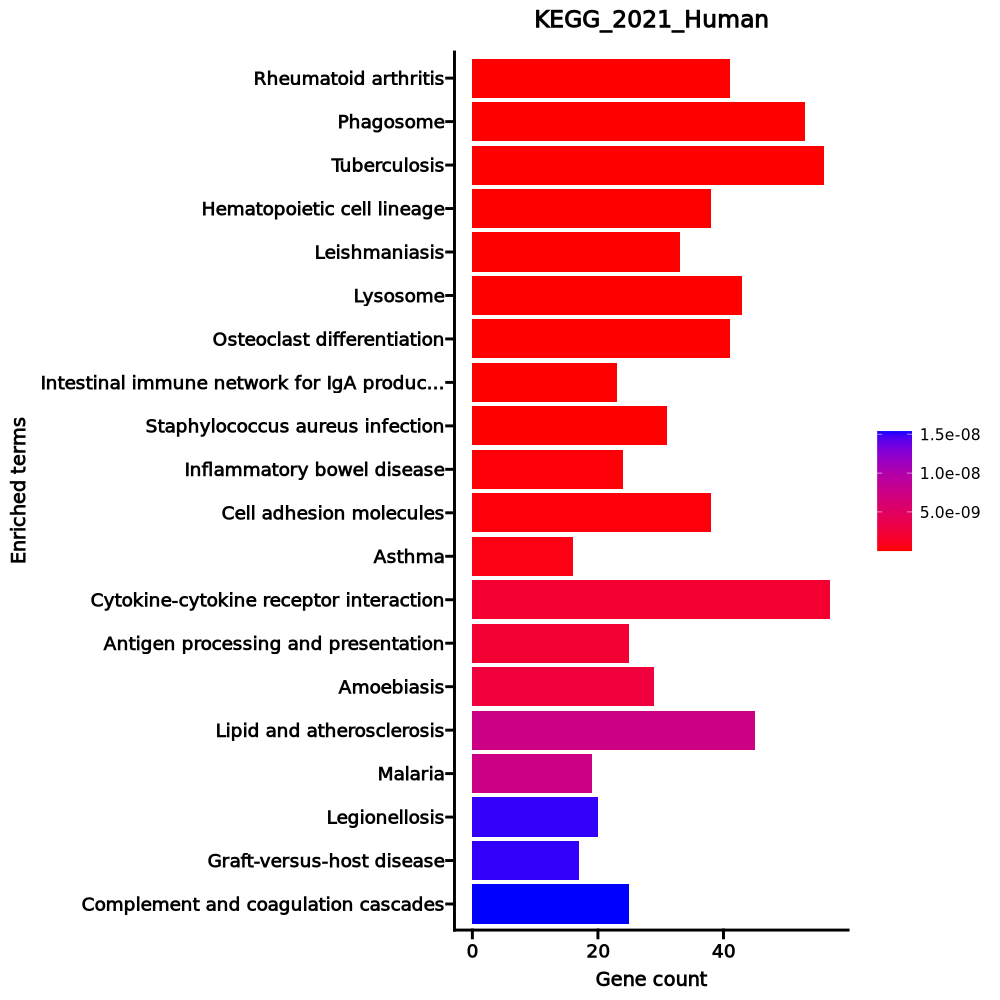 KEGG_2021_Human
Rheumatoid arthritis
Phagosome
Tuberculosis
Hematopoietic cell lineage
Leishmaniasis
Lysosome
Osteoclast differentiation
Intestinal immune network for IgA produc...
Staphylococcus aureus infection
Inflammatory bowel disease
Cell adhesion molecules
Asthma
Cytokine-cytokine receptor interaction
Antigen processing and presentation
Amoebiasis
Lipid and atherosclerosis
Malaria
Legionellosis
Graft-versus-host disease
Complement and coagulation cascades
Enriched terms
0 20 40
Gene count
1.5e-08
1.0e-08
5.0e-09